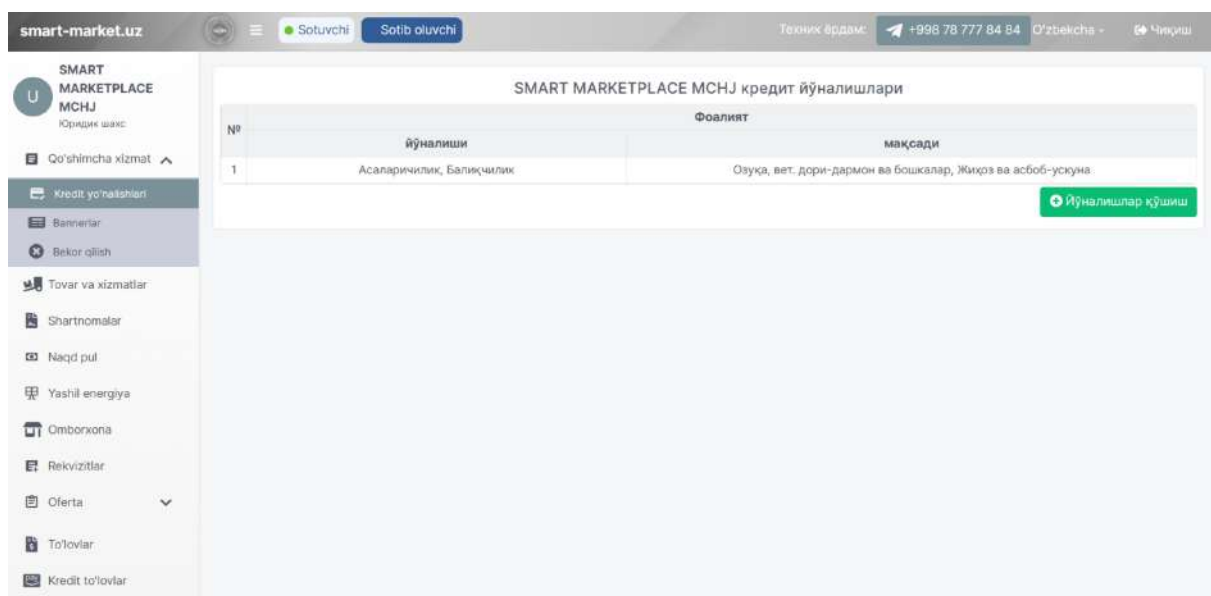 smart-market.uz
Sotuvchi
Sotib oluvchi
Техник ёрдам:
+998 78 777 84 84
O'zbekcha
Чиқиш
SMART
MARKETPLACE
MCHJ
U
Юридик шахс
Qo'shimcha xizmat
Kredit yo'nalishlari
Bannerlar
Bekor qilish
Tovar va xizmatlar
Shartnomalar
Naqd pul
Yashil energiya
Omborxona
Rekvizitlar
Oferta
To'lovlar
Kredit to'lovlar
SMART MARKETPLACE MCHJ кредит йўналишлари
№
Фоалият
йўналиши
мақсади
1
Асаларичилик, Балиқчилик
Озуқа, вет. дори-дармон ва бошкалар, Жиҳоз ва асбоб-ускуна
Йўналишлар қўшиш